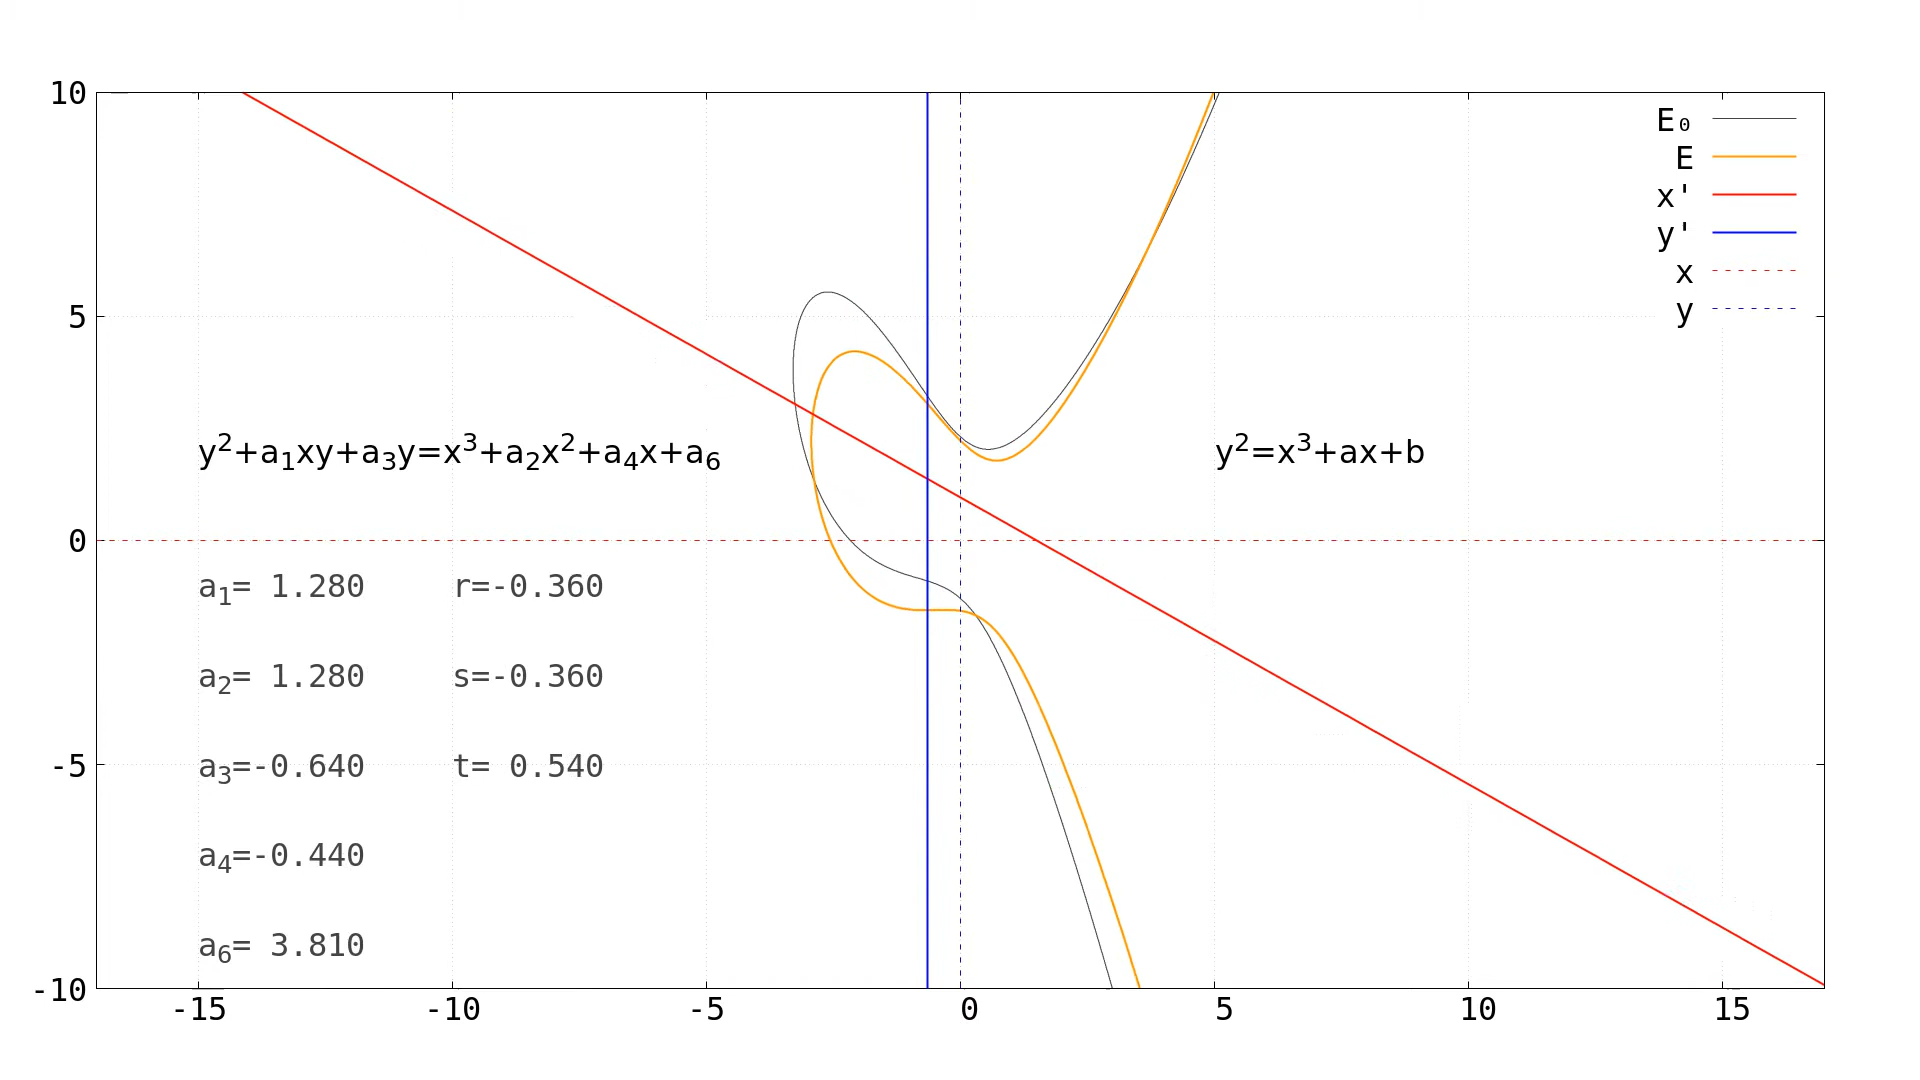 10
5
0
-5
-10
-15 -10 -5 0 5 10 15
E₀
E
x'
y'
x
y
y²+a₁xy+a₃y=x³+a₂x²+a₄x+a₆
y²=x³+ax+b
a₁= 1.280 r=-0.360
a₂= 1.280 s=-0.360
a₃=-0.640 t= 0.540
a₄=-0.440
a₆= 3.810